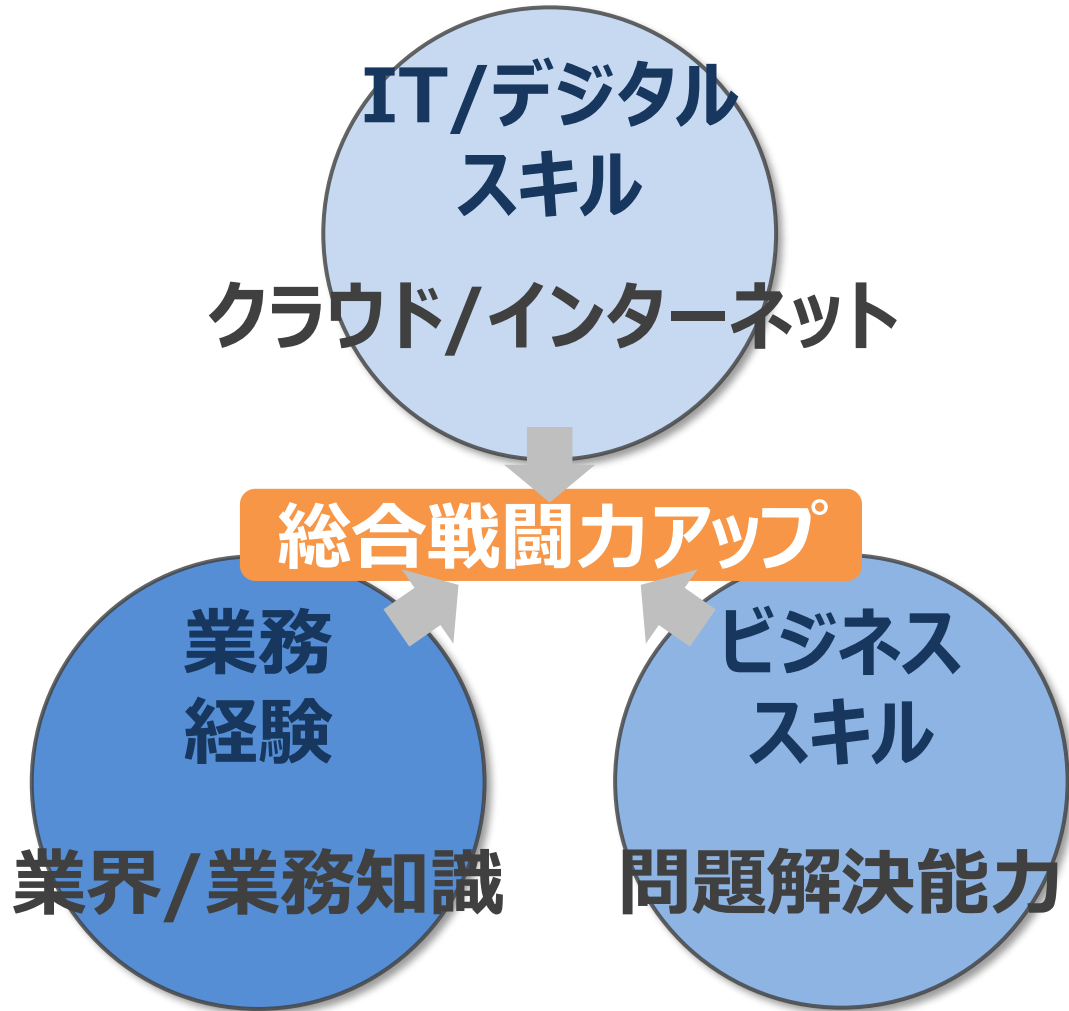 IT/デジタル
スキル
クラウド/インターネット
総合戦闘力アップ
業務
経験
業界/業務知識
ビジネス
スキル
問題解決能力